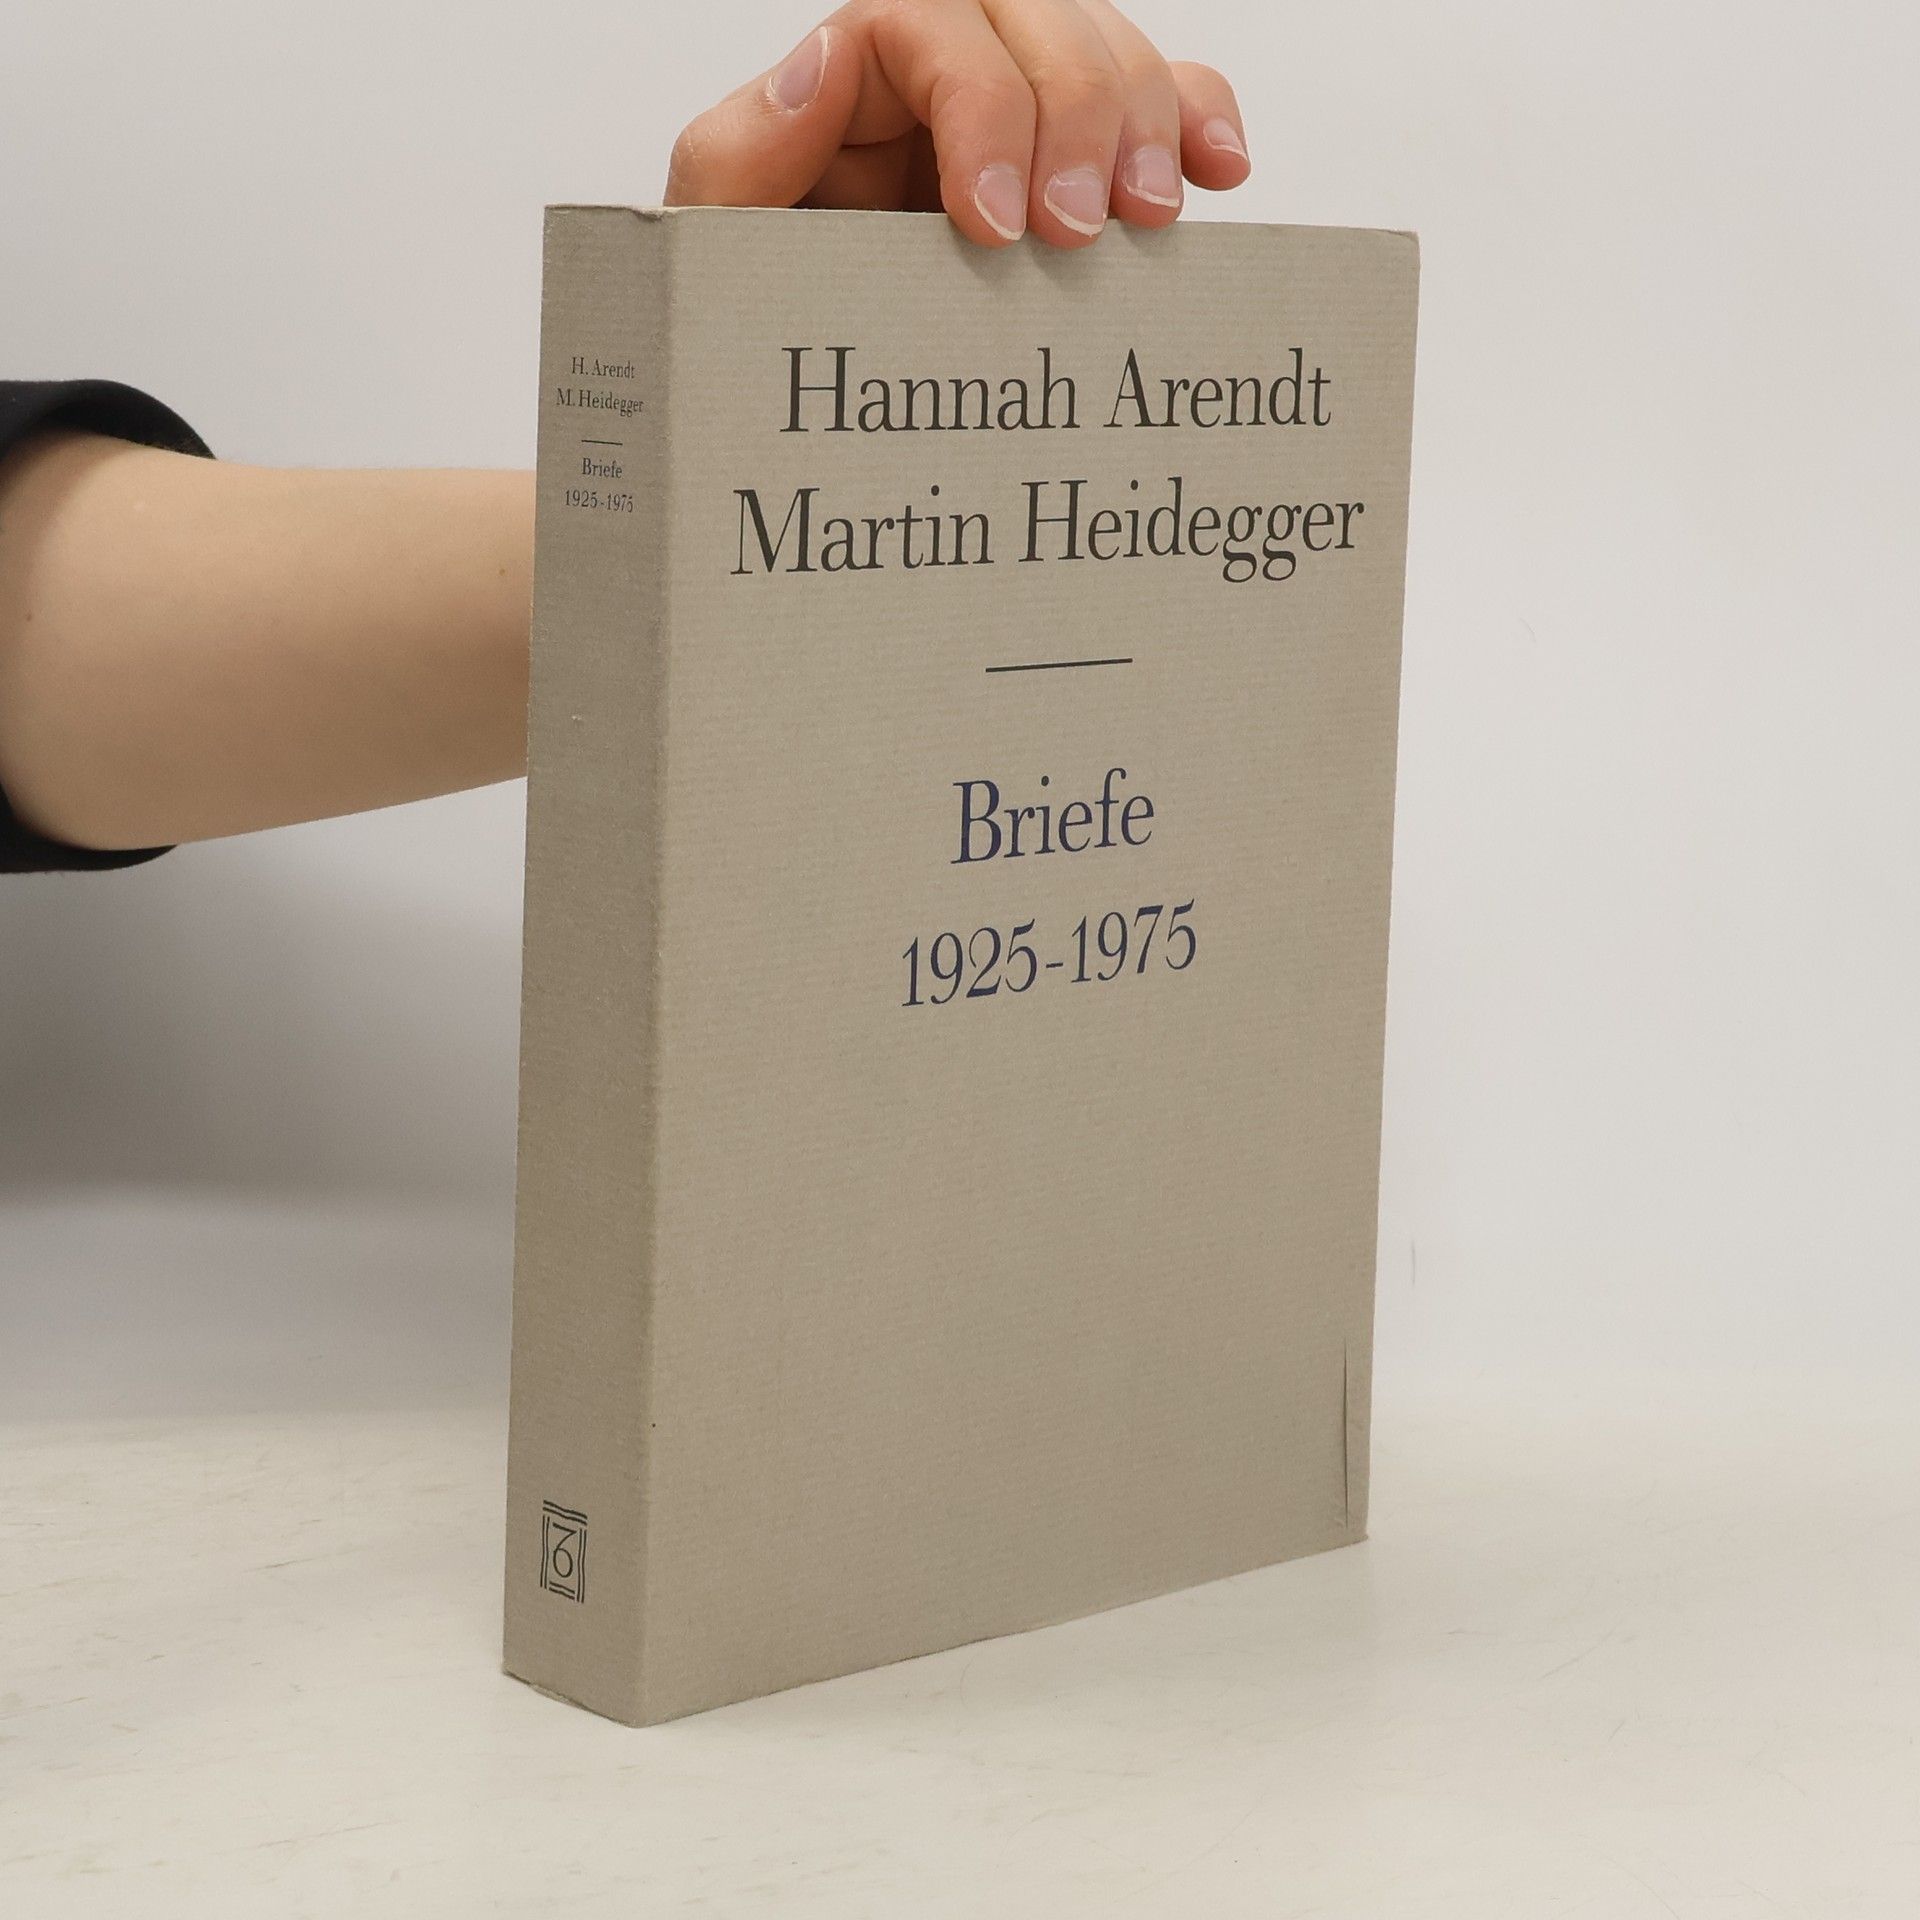 H. Arendt
M. Heidegger
Briefe
1925-1975
Hannah Arendt
Martin Heidegger
Briefe
1925-1975